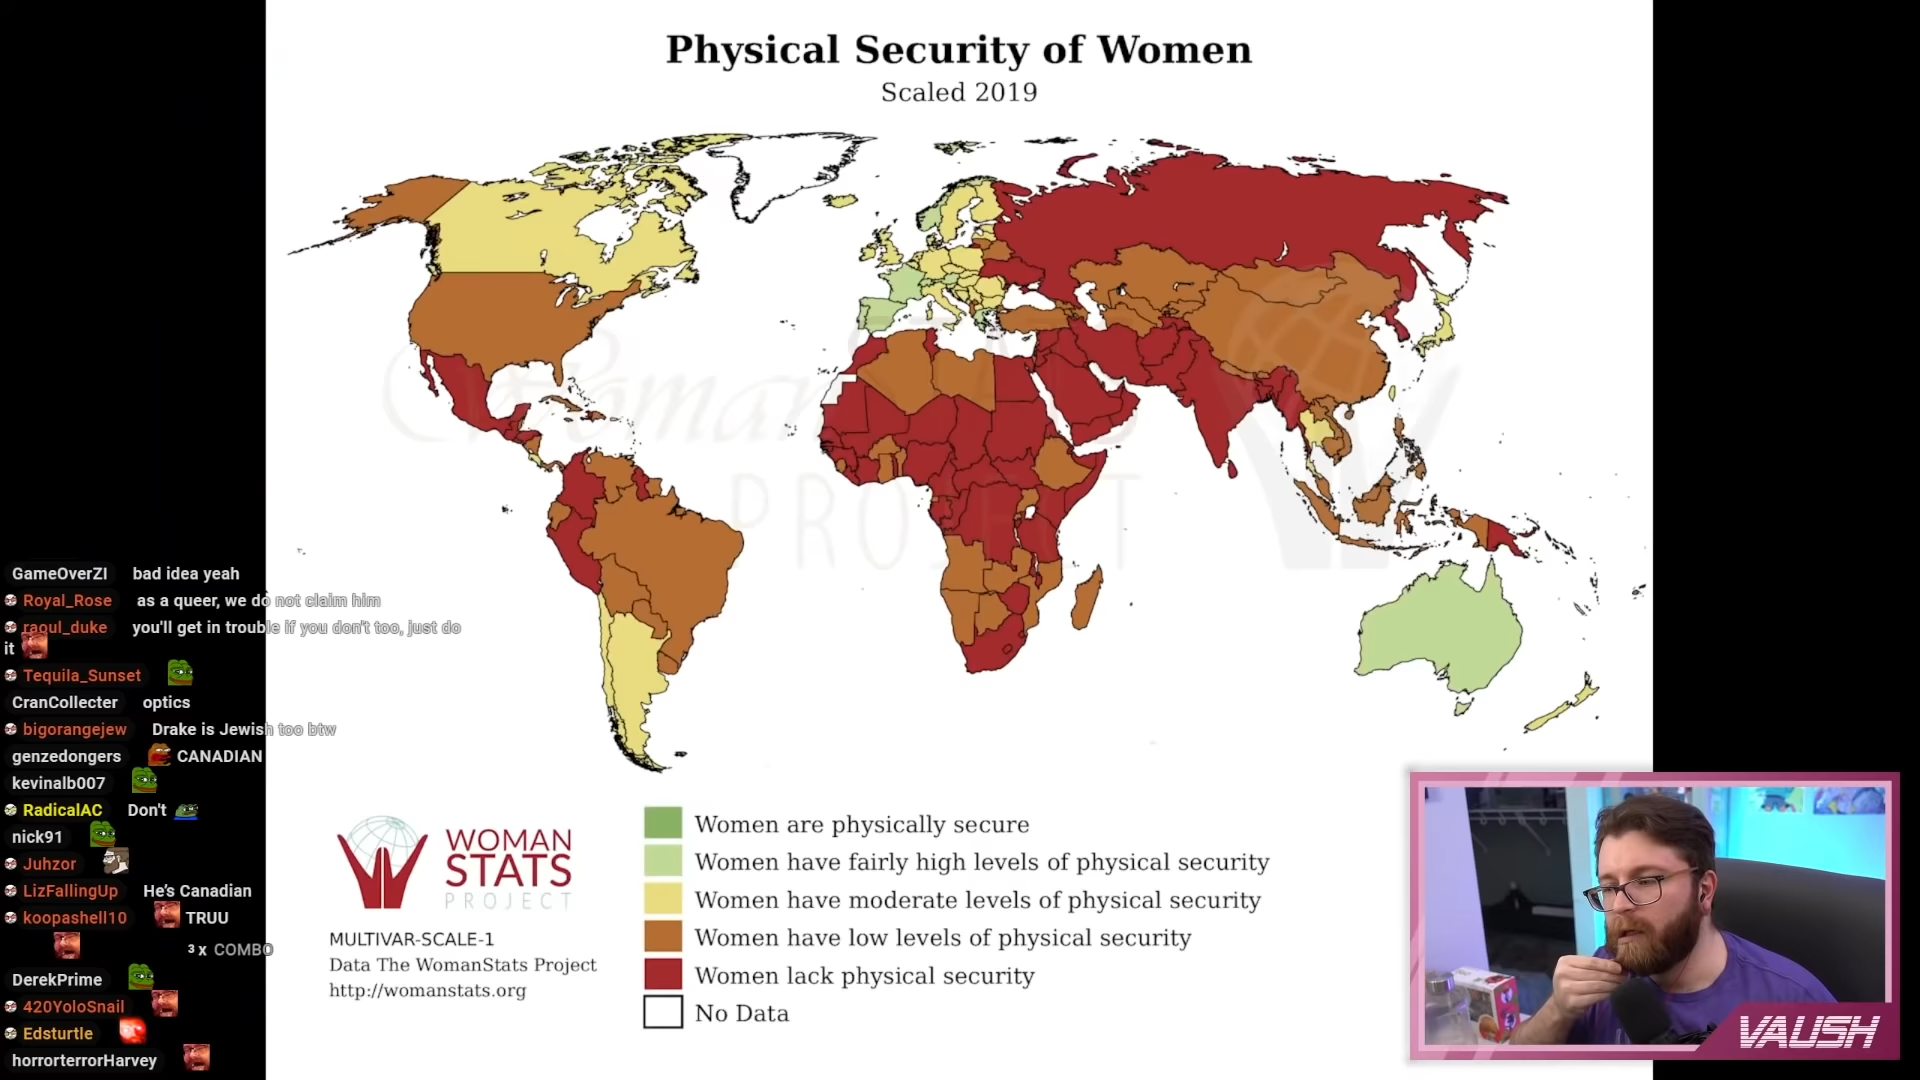 Physical Security of Women
Scaled 2019
Woman
STATS
PROJECT
GameOverZI bad idea yeah
Royal_Rose as a queer, we do not claim him
raoul_duke you'll get in trouble if you don't too, just do
it
Tequila_Sunset
CranCollecter optics
bigorangejew Drake is Jewish too btw
genzedongers CANADIAN
kevinalb007
RadicalAC Don't
nick91
Juhzor
LizFallingUp He's Canadian
koopashell10 TRUU
3 x COMBO
DerekPrime
420YoloSnail
Edsturtle
horrorterrorHarvey
WOMAN
STATS
PROJECT
MULTIVAR-SCALE-1
Data The WomanStats Project
http://womanstats.org
Women are physically secure
Women have fairly high levels of physical security
Women have moderate levels of physical security
Women have low levels of physical security
Women lack physical security
No Data
VAUSH